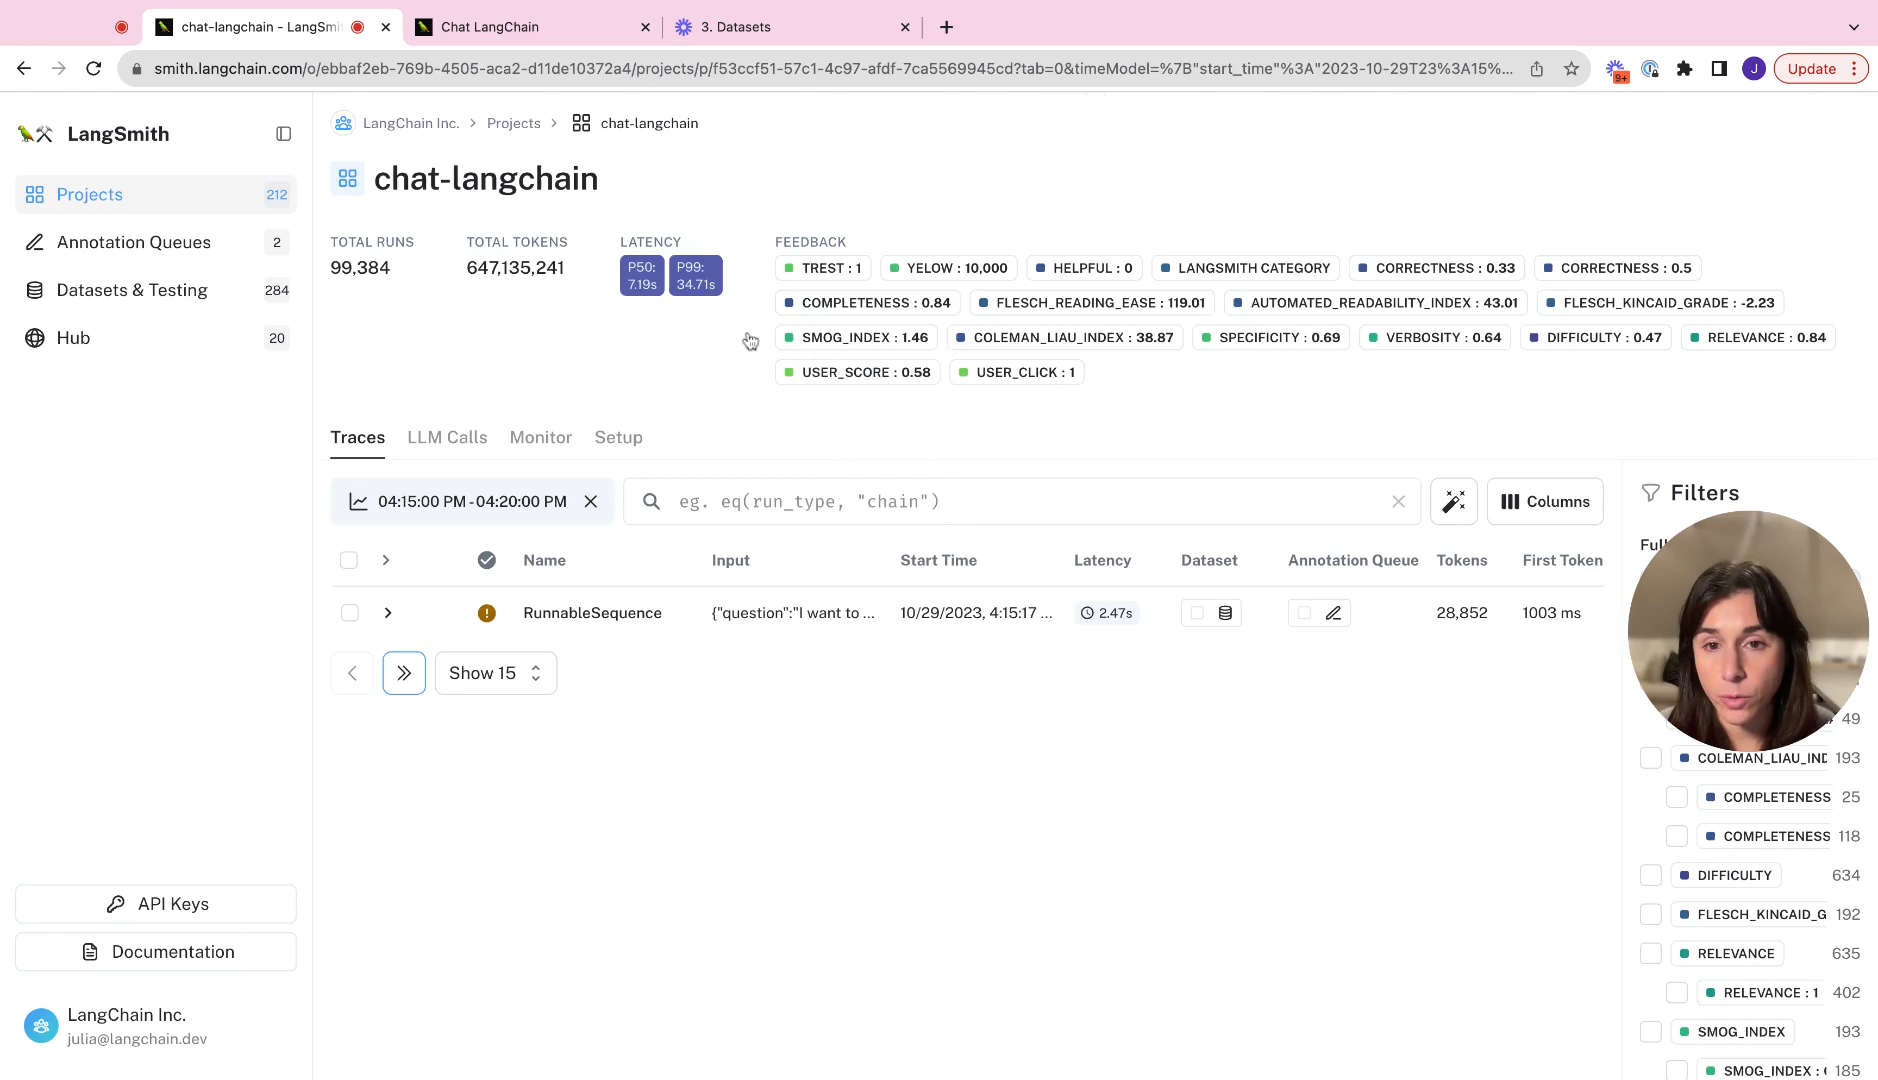 chat-langchain - LangSmi
Chat LangChain
3. Datasets
smith.langchain.com/o/ebbaf2eb-769b-4505-aca2-d11de10372a4/projects/p/f53ccf51-57c1-4c97-afdf-7ca5569945cd?tab=0&timeModel=%7B"start_time"%3A"2023-10-29T23%3A15%...
9+
J
Update
LangSmith
Projects 212
Annotation Queues 2
Datasets & Testing 284
Hub 20
API Keys
Documentation
LangChain Inc.
julia@langchain.dev
LangChain Inc. > Projects > chat-langchain
chat-langchain
TOTAL RUNS
99,384
TOTAL TOKENS
647,135,241
LATENCY
P50: 7.19s
P99: 34.71s
FEEDBACK
TREST : 1 YELOW : 10,000 HELPFUL : 0 LANGSMITH CATEGORY CORRECTNESS : 0.33 CORRECTNESS : 0.5
COMPLETENESS : 0.84 FLESCH_READING_EASE : 119.01 AUTOMATED_READABILITY_INDEX : 43.01 FLESCH_KINCAID_GRADE : -2.23
SMOG_INDEX : 1.46 COLEMAN_LIAU_INDEX : 38.87 SPECIFICITY : 0.69 VERBOSITY : 0.64 DIFFICULTY : 0.47 RELEVANCE : 0.84
USER_SCORE : 0.58 USER_CLICK : 1
Traces LLM Calls Monitor Setup
04:15:00 PM - 04:20:00 PM
eg. eq(run_type, "chain")
Columns
Name Input Start Time Latency Dataset Annotation Queue Tokens First Token
RunnableSequence {"question":"I want to ... 10/29/2023, 4:15:17 ... 2.47s 28,852 1003 ms
Show 15
Filters
49
COLEMAN_LIAU_IND 193
COMPLETENESS 25
COMPLETENESS 118
DIFFICULTY 634
FLESCH_KINCAID_G 192
RELEVANCE 635
RELEVANCE : 1 402
SMOG_INDEX 193
SMOG_INDEX : 185